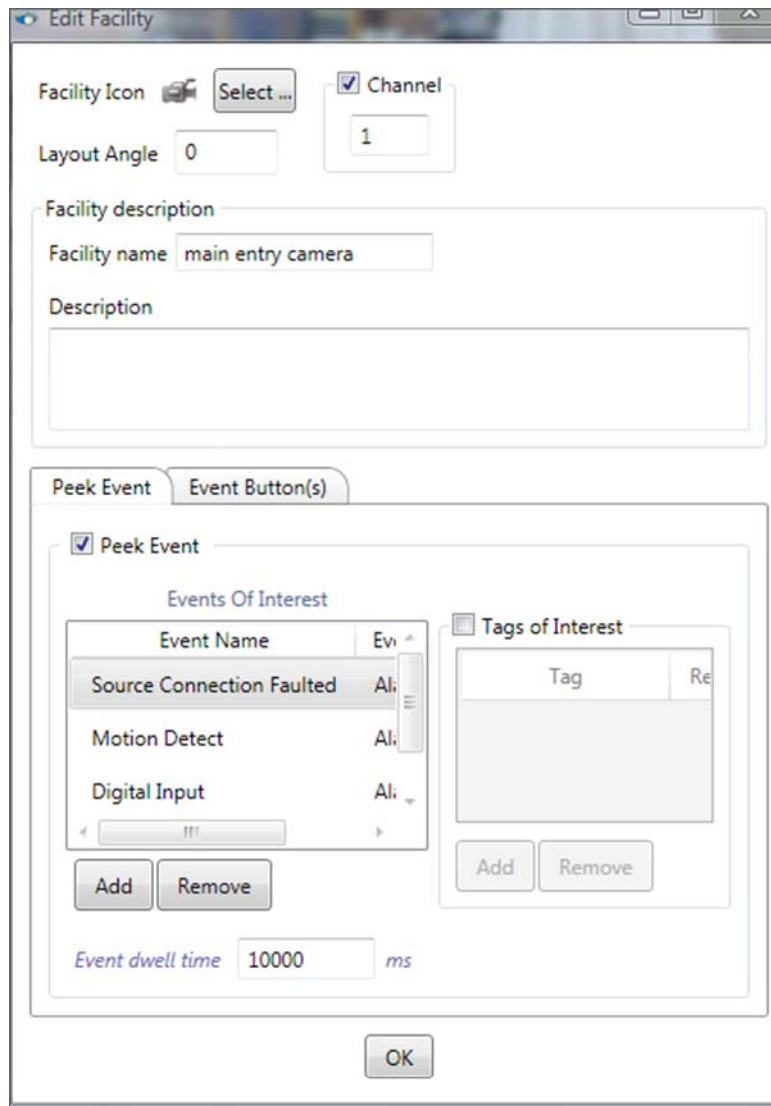 Edit Facility
Facility Icon Select ... Channel
Layout Angle 0 1
Facility description
Facility name main entry camera
Description
Peek Event Event Button(s)
Peek Event
Events Of Interest
Tags of Interest
Event Name
Tag Re
Source Connection Faulted
Motion Detect
Digital Input
Add Remove
Add Remove
Event dwell time 10000 ms
OK